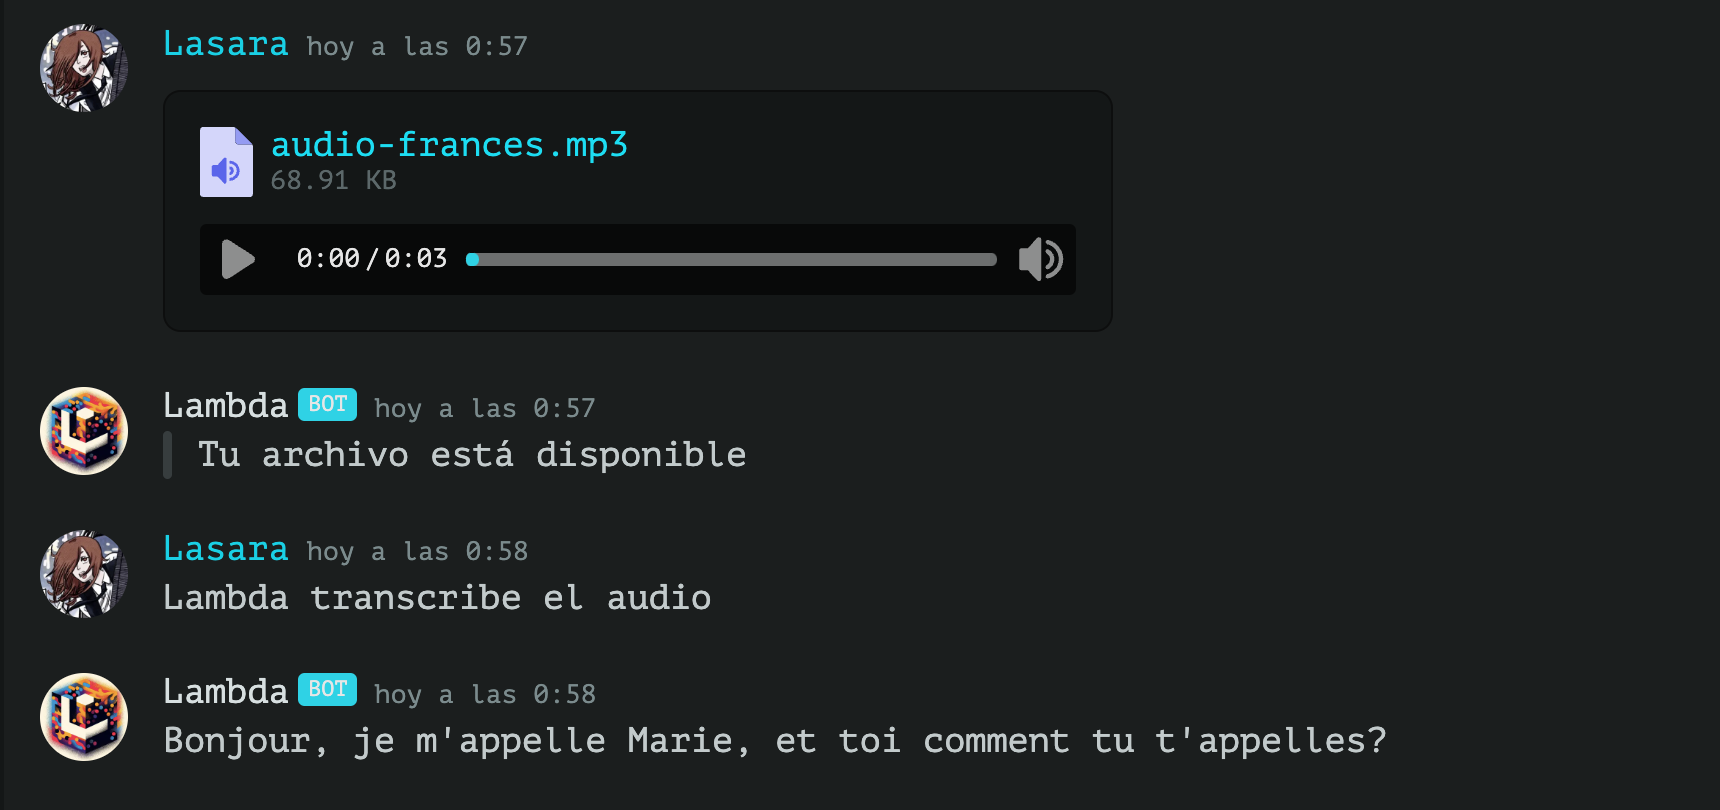 Lasara hoy a las 0:57
audio-frances.mp3
68.91 KB
0:00/0:03
Lambda BOT hoy a las 0:57
Tu archivo está disponible
Lasara hoy a las 0:58
Lambda transcribe el audio
Lambda BOT hoy a las 0:58
Bonjour, je m'appelle Marie, et toi comment tu t'appelles?